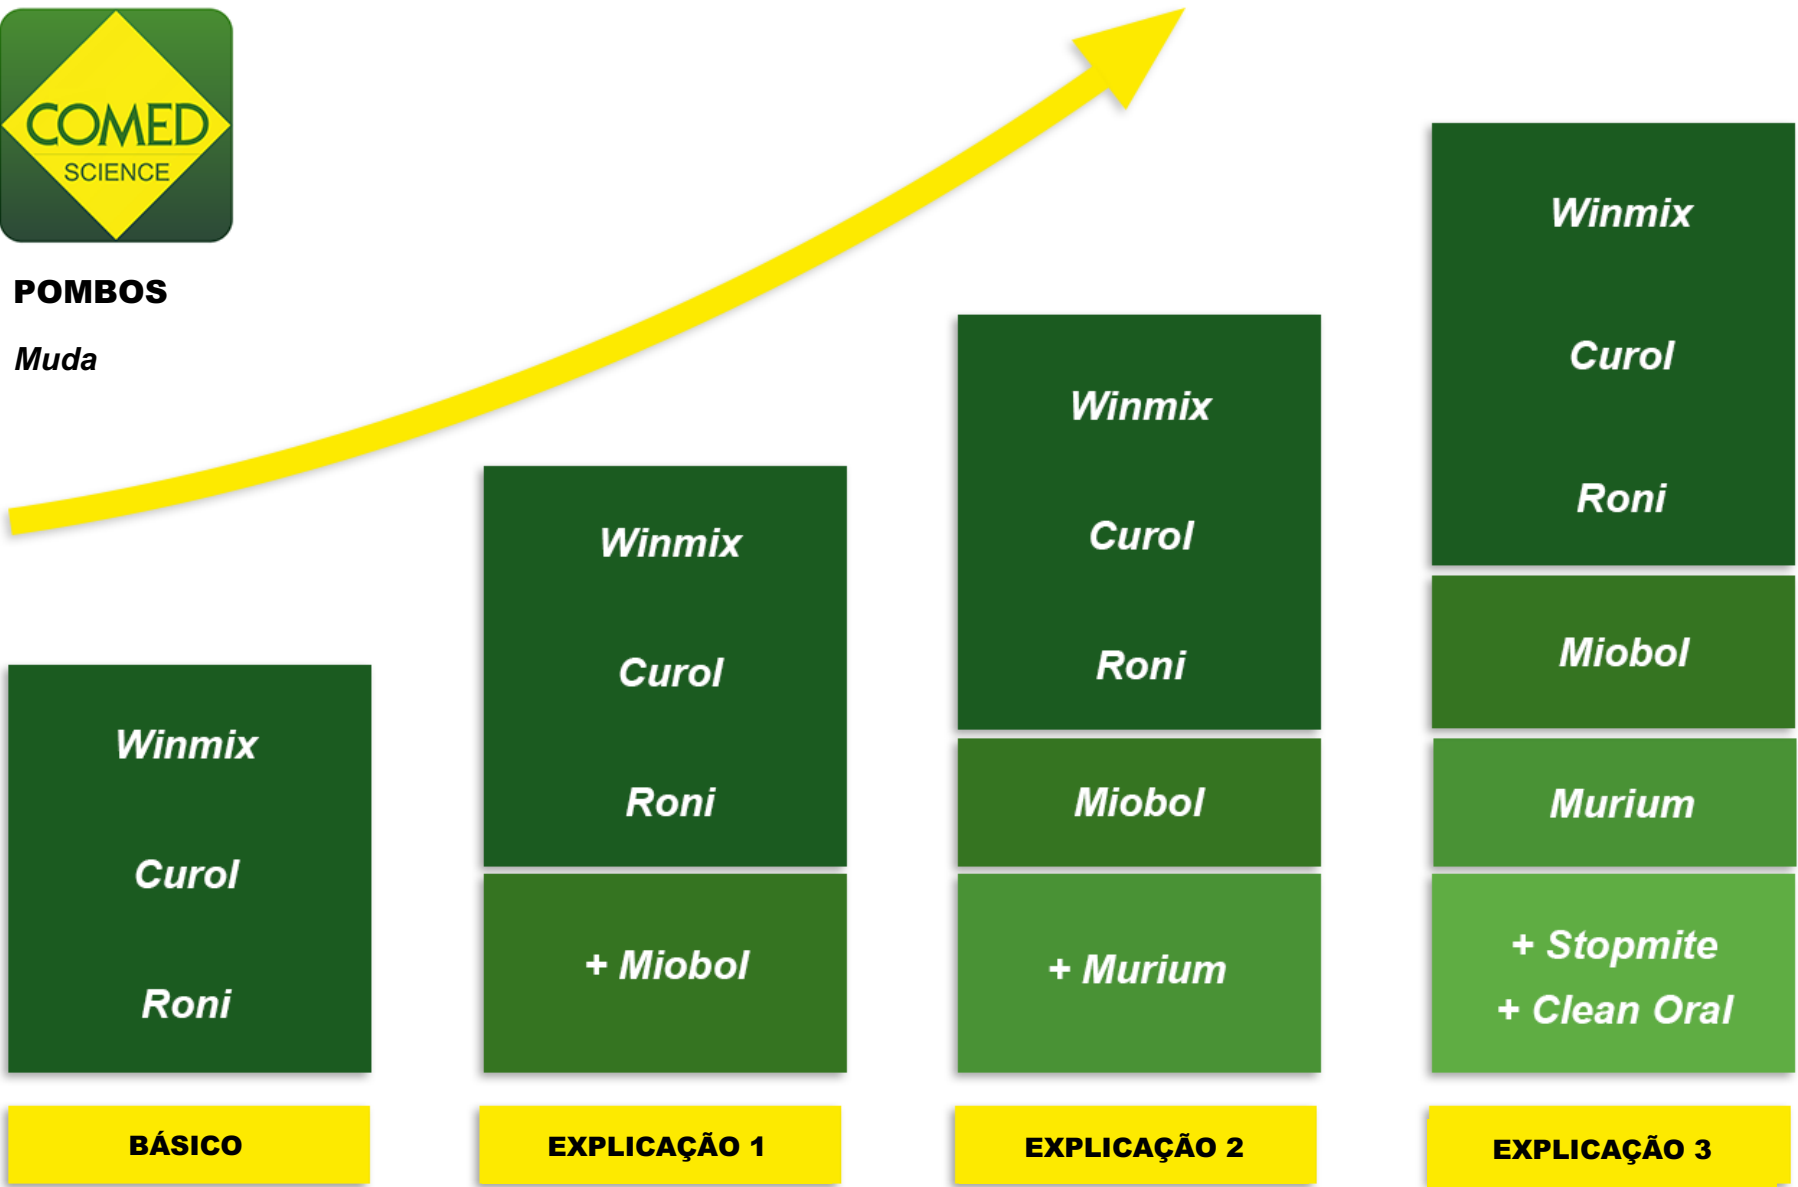 COMED
SCIENCE
POMBOS
Muda
Winmix
Curol
Roni
BÁSICO
Winmix
Curol
Roni
+ Miobol
EXPLICAÇÃO 1
Winmix
Curol
Roni
Miobol
+ Murium
EXPLICAÇÃO 2
Winmix
Curol
Roni
Miobol
Murium
+ Stopmite
+ Clean Oral
EXPLICAÇÃO 3